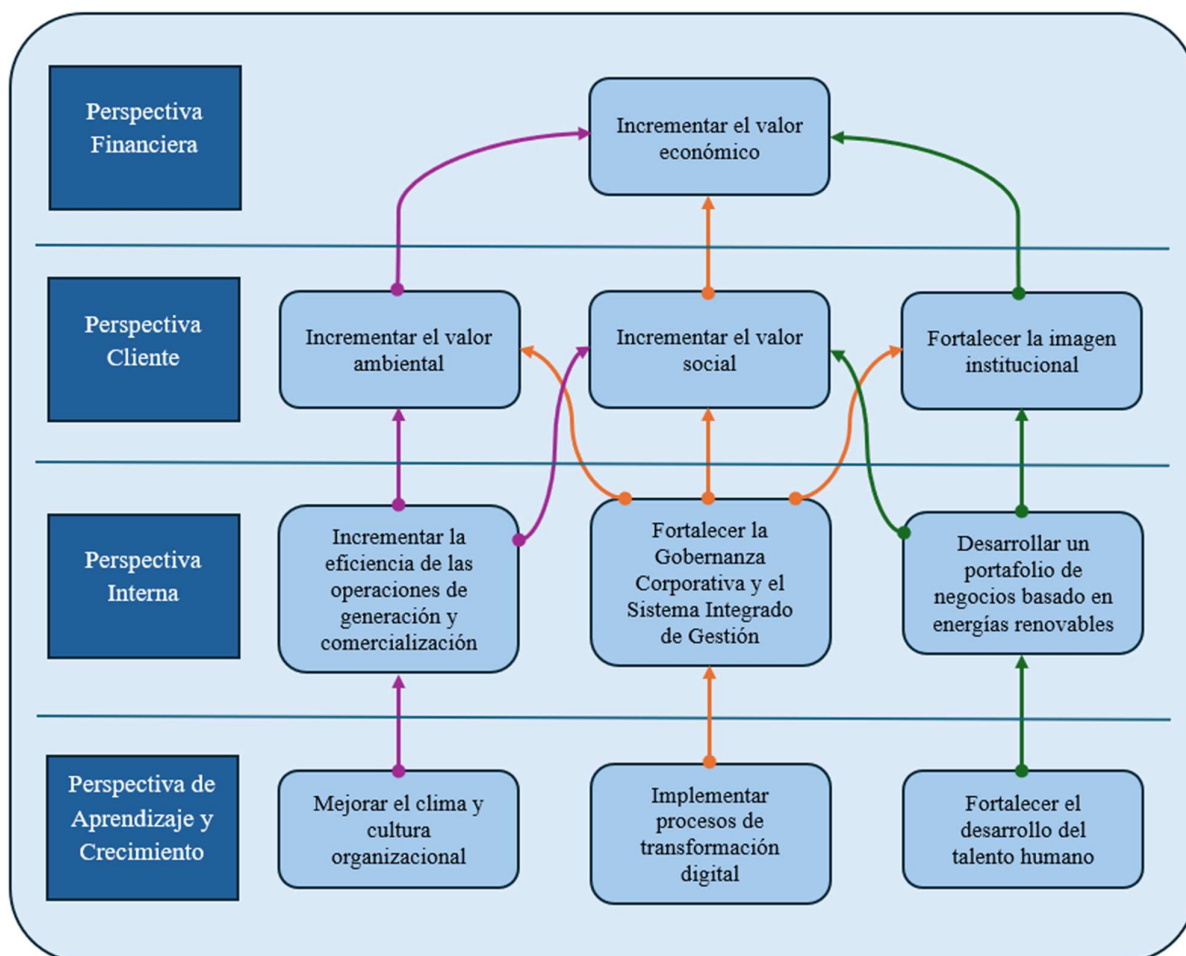 Perspectiva
Financiera
Incrementar el valor
económico
Perspectiva
Cliente
Incrementar el valor
ambiental
Incrementar el valor
social
Fortalecer la imagen
institucional
Perspectiva
Interna
Incrementar la
eficiencia de las
operaciones de
generación y
comercialización
Fortalecer la
Gobernanza
Corporativa y el
Sistema Integrado
de Gestión
Desarrollar un
portafolio de
negocios basado en
energías renovables
Perspectiva de
Aprendizaje y
Crecimiento
Mejorar el clima y
cultura
organizacional
Implementar
procesos de
transformación
digital
Fortalecer el
desarrollo del
talento humano